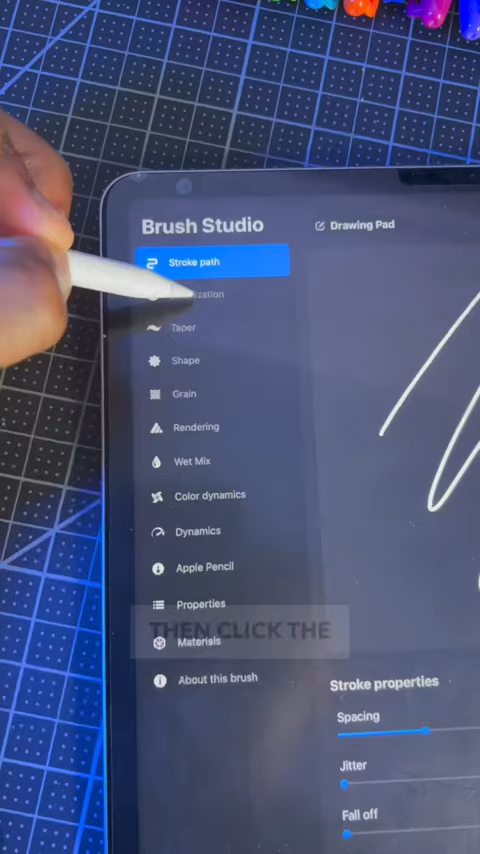 Brush Studio
Drawing Pad
Stroke path
Taper
Shape
Grain
Rendering
Wet Mix
Color dynamics
Dynamics
Apple Pencil
Properties
THEN CLICK THE
Materials
About this brush
Stroke properties
Spacing
Jitter
Fall off